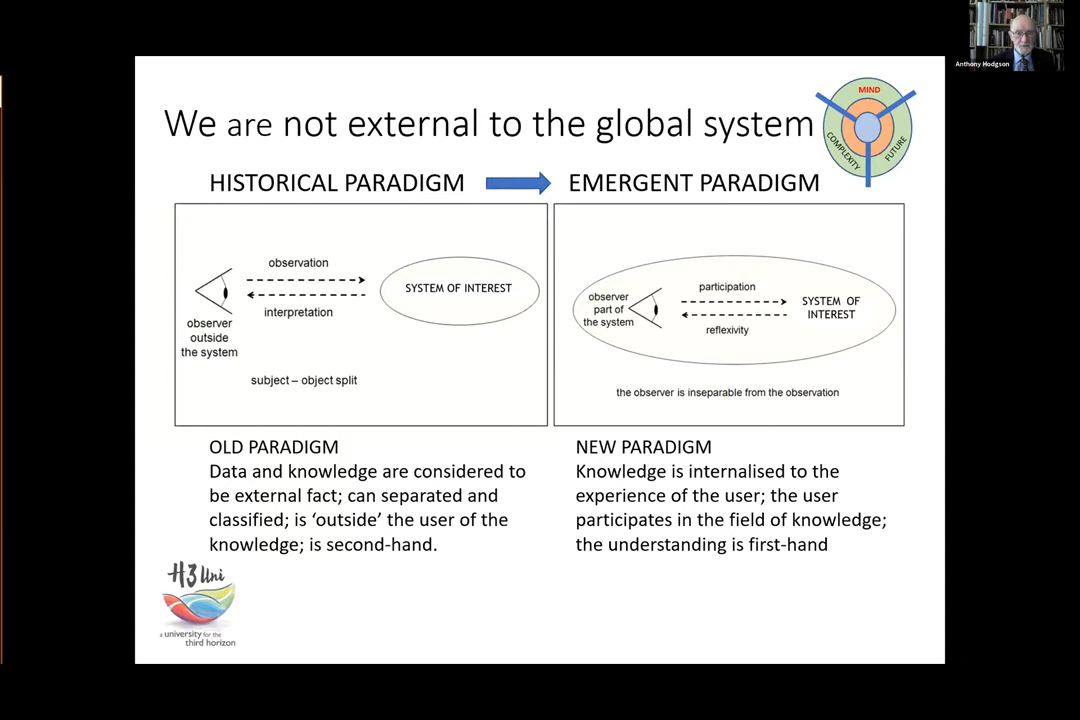 Anthony Hodgson
We are not external to the global system
MIND
COMPLEXITY
FUTURE
HISTORICAL PARADIGM
EMERGENT PARADIGM
observation
interpretation
observer
outside
the system
SYSTEM OF INTEREST
subject – object split
observer
part of
the system
participation
reflexivity
SYSTEM OF
INTEREST
the observer is inseparable from the observation
OLD PARADIGM
Data and knowledge are considered to
be external fact; can separated and
classified; is ‘outside’ the user of the
knowledge; is second-hand.
NEW PARADIGM
Knowledge is internalised to the
experience of the user; the user
participates in the field of knowledge;
the understanding is first-hand
H3Uni
a university for the
third horizon